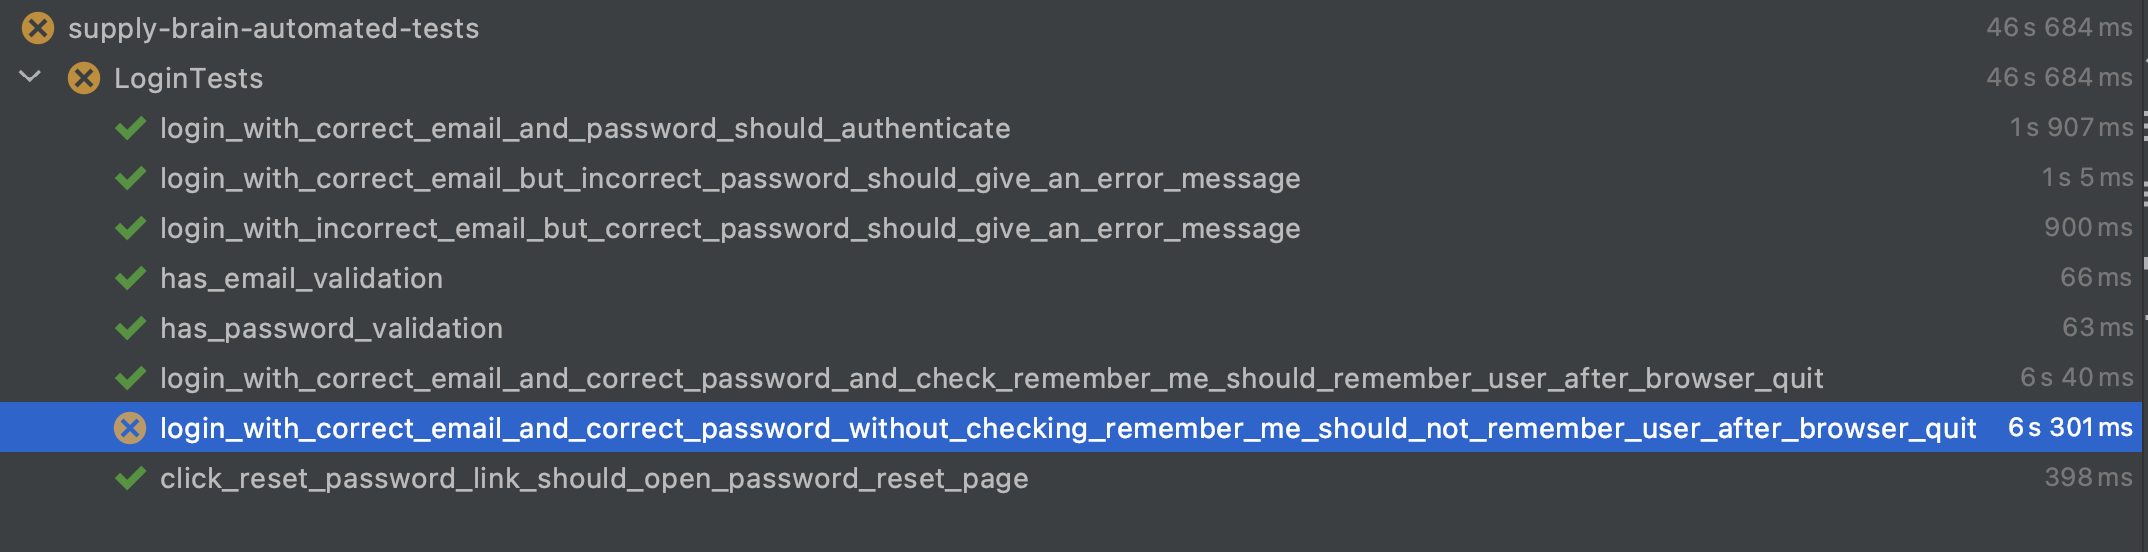 supply-brain-automated-tests 46 s 684 ms
LoginTests 46 s 684 ms
login_with_correct_email_and_password_should_authenticate 1 s 907 ms
login_with_correct_email_but_incorrect_password_should_give_an_error_message 1 s 5 ms
login_with_incorrect_email_but_correct_password_should_give_an_error_message 900 ms
has_email_validation 66 ms
has_password_validation 63 ms
login_with_correct_email_and_correct_password_and_check_remember_me_should_remember_user_after_browser_quit 6 s 40 ms
login_with_correct_email_and_correct_password_without_checking_remember_me_should_not_remember_user_after_browser_quit 6 s 301 ms
click_reset_password_link_should_open_password_reset_page 398 ms